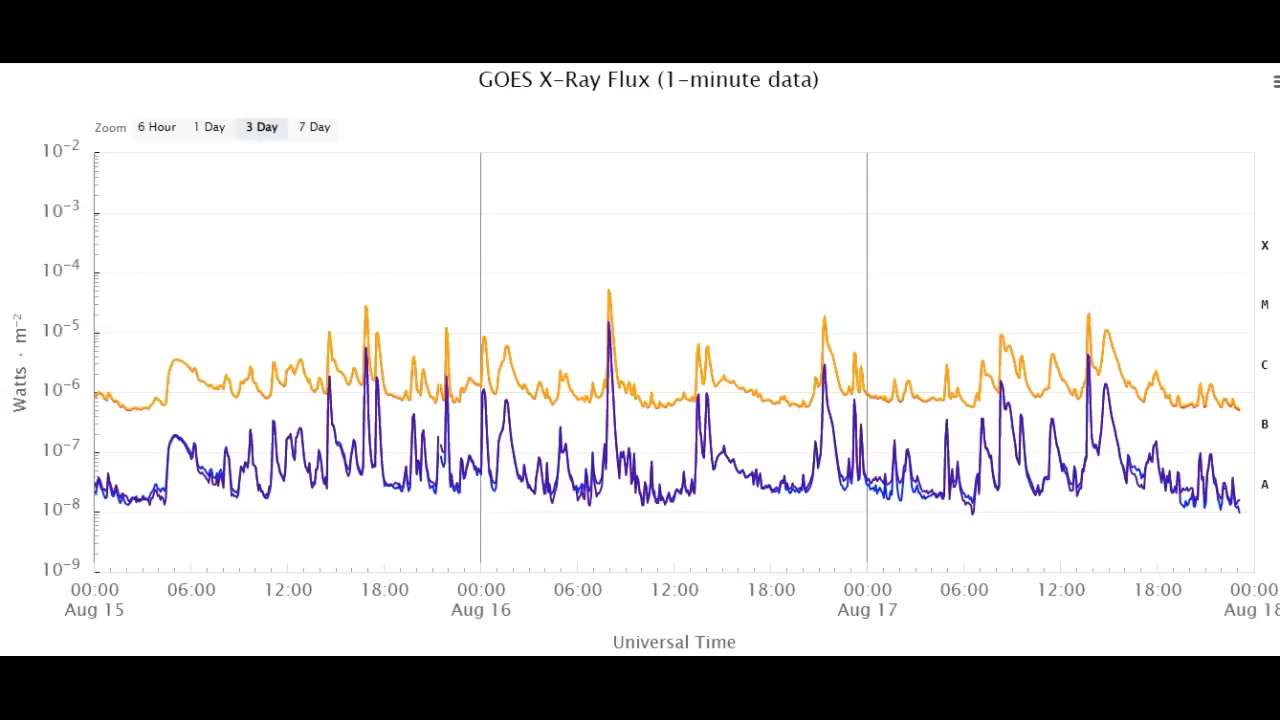 GOES X-Ray Flux (1-minute data)
Zoom 6 Hour 1 Day 3 Day 7 Day
10⁻²
10⁻³
10⁻⁴
10⁻⁵
10⁻⁶
10⁻⁷
10⁻⁸
10⁻⁹
Watts · m⁻²
X
M
C
B
A
00:00 06:00 12:00 18:00 00:00 06:00 12:00 18:00 00:00 06:00 12:00 18:00 00:00
Aug 15 Aug 16 Aug 17 Aug 18
Universal Time